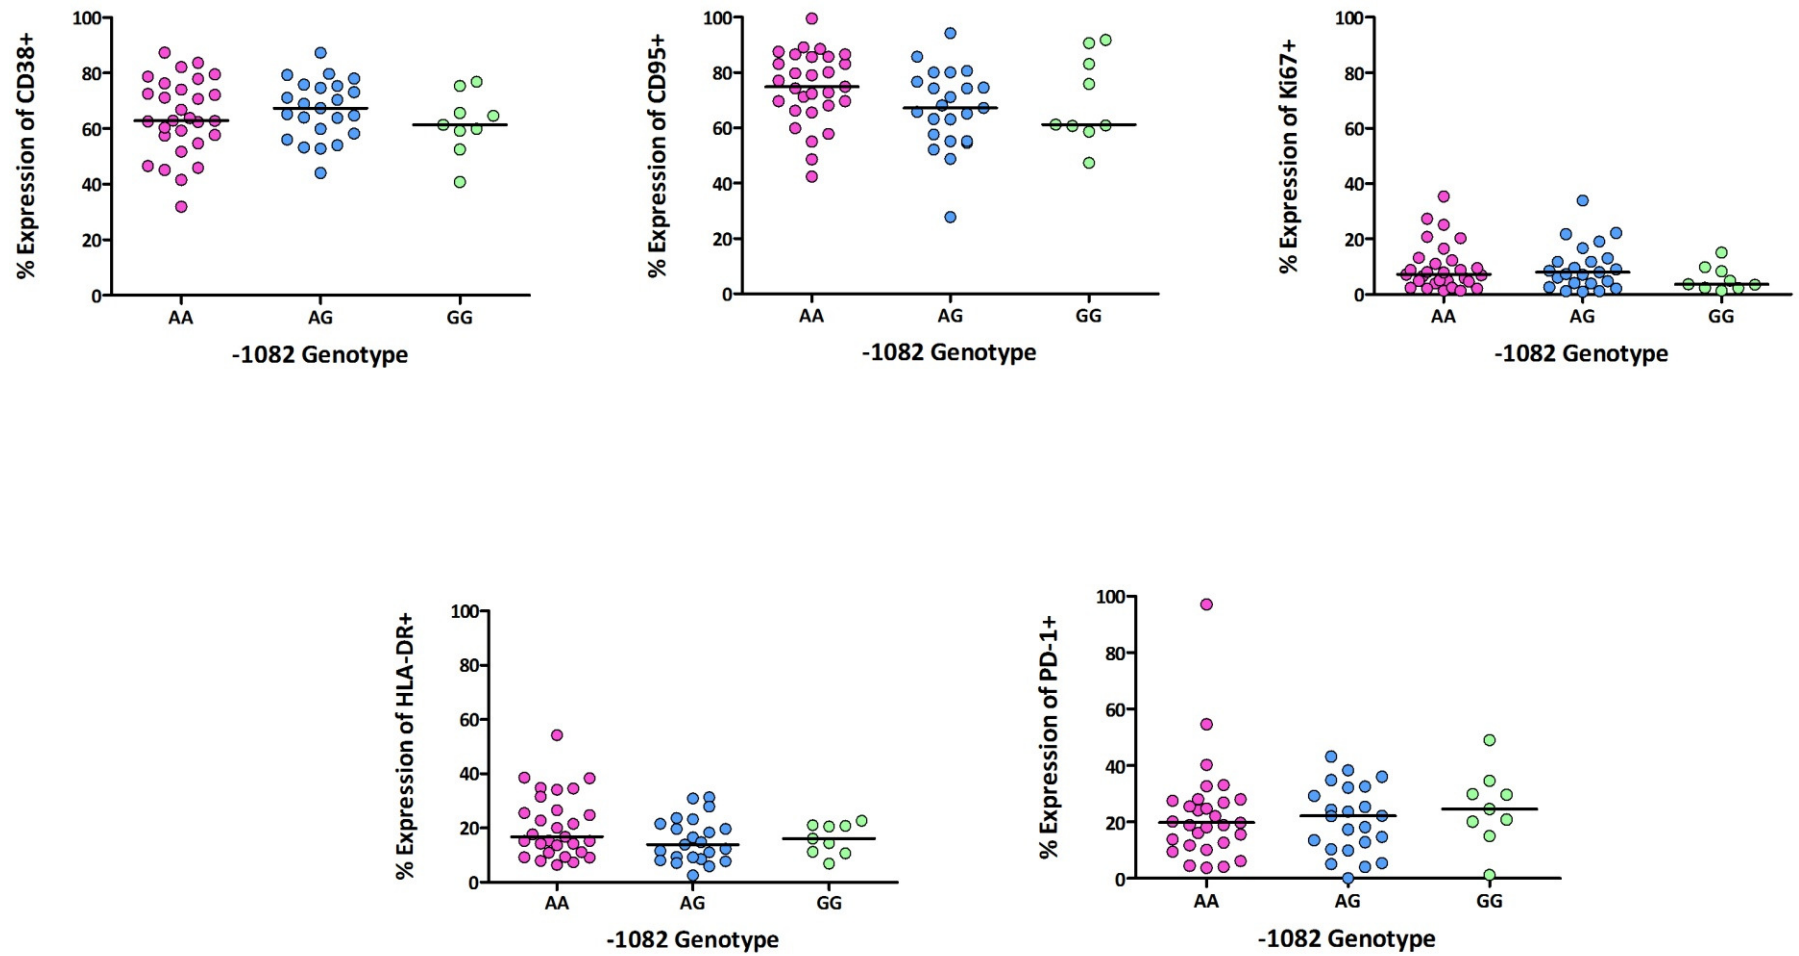 % Expression of CD38+
100
80
60
40
20
0
AA AG GG
-1082 Genotype
% Expression of CD95+
100
80
60
40
20
0
AA AG GG
-1082 Genotype
% Expression of Ki67+
100
80
60
40
20
0
AA AG GG
-1082 Genotype
% Expression of HLA-DR+
100
80
60
40
20
0
AA AG GG
-1082 Genotype
% Expression of PD-1+
100
80
60
40
20
0
AA AG GG
-1082 Genotype